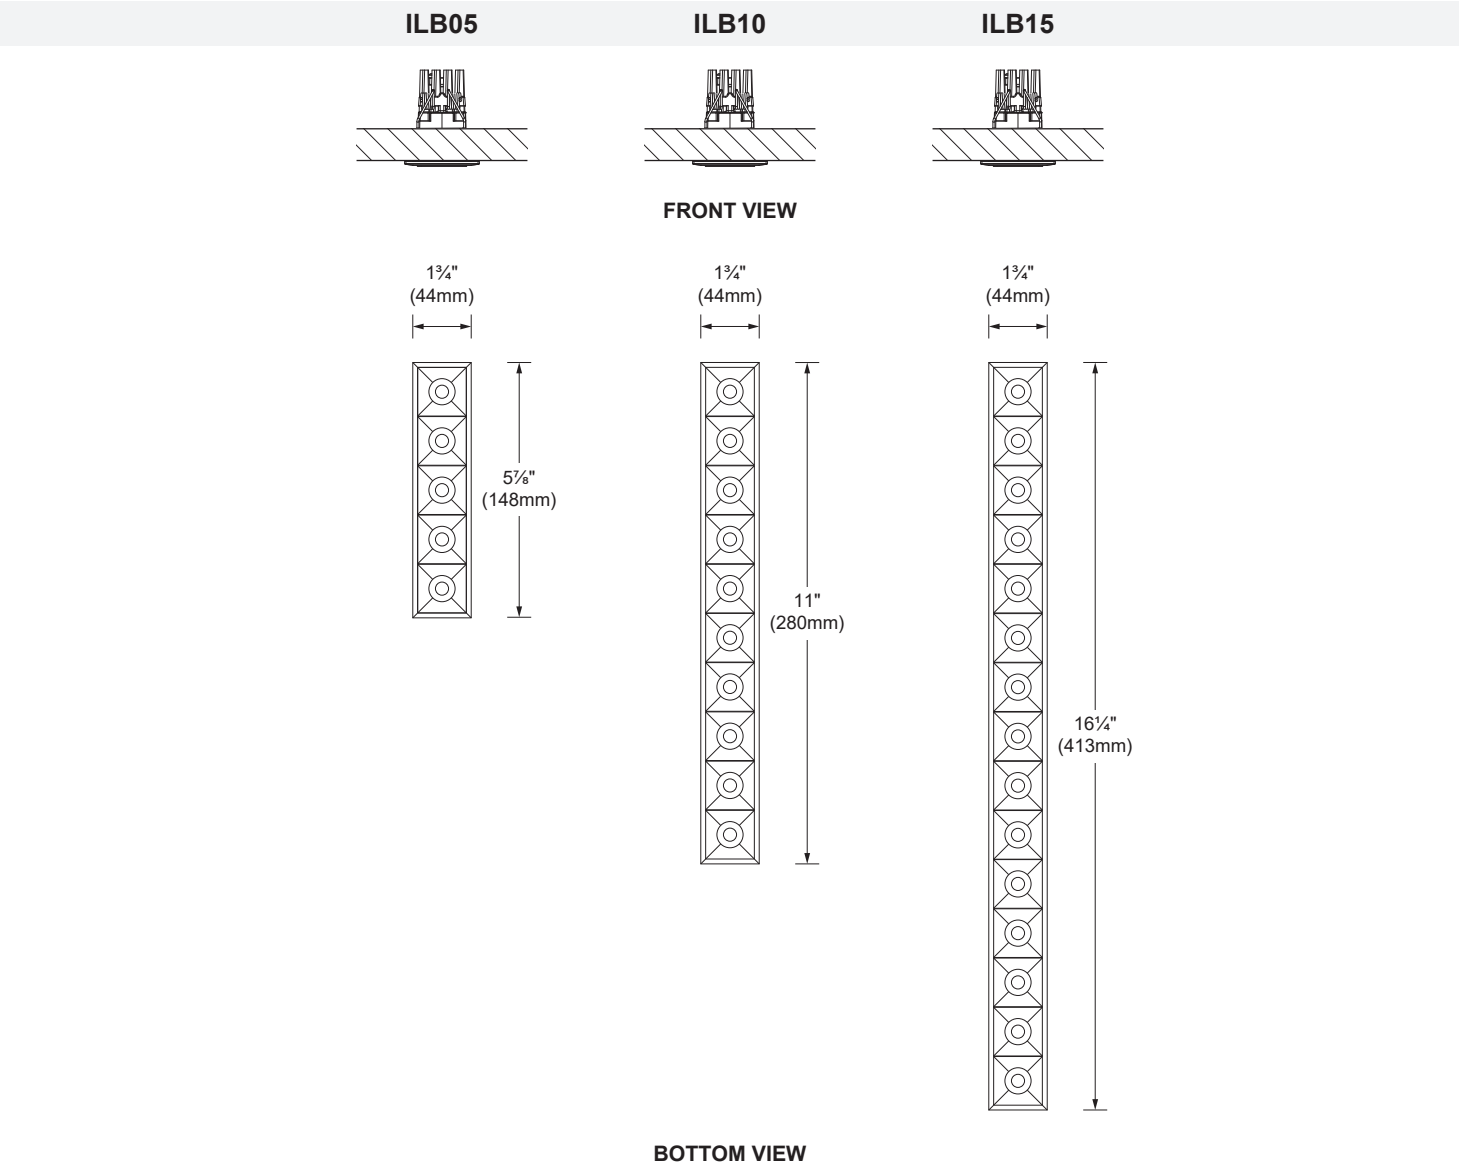 ILB05 ILB10 ILB15
FRONT VIEW
1¾" 1¾" 1¾"
(44mm) (44mm) (44mm)
5⅞"
(148mm)
11"
(280mm)
16¼"
(413mm)
BOTTOM VIEW